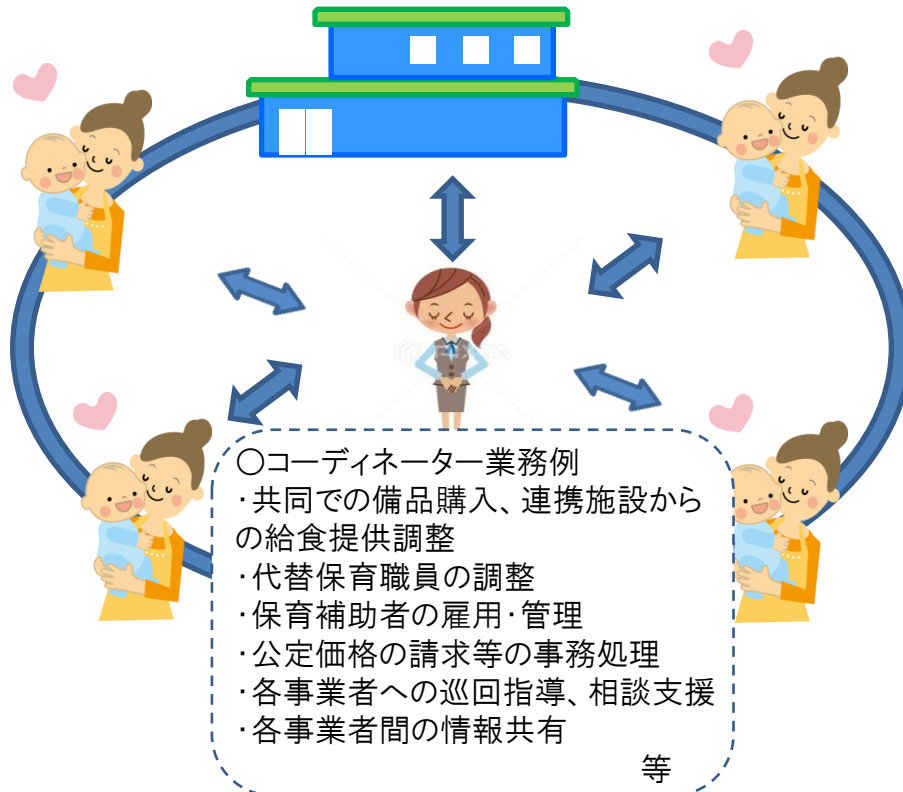 〇コーディネーター業務例
・共同での備品購入、連携施設から
の給食提供調整
・代替保育職員の調整
・保育補助者の雇用・管理
・公定価格の請求等の事務処理
・各事業者への巡回指導、相談支援
・各事業者間の情報共有
等